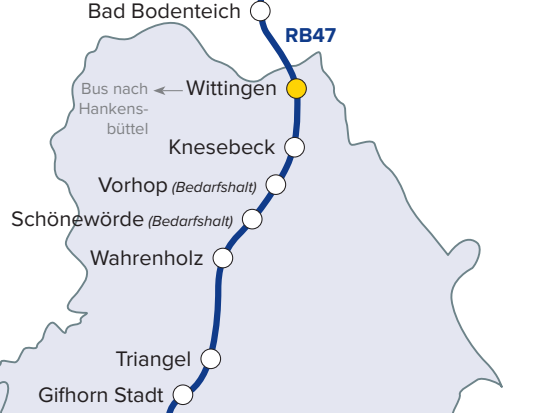 Bad Bodenteich
RB47
Bus nach
Hankens-
büttel
Wittingen
Knesebeck
Vorhop (Bedarfshalt)
Schönewörde (Bedarfshalt)
Wahrenholz
Triangel
Gifhorn Stadt